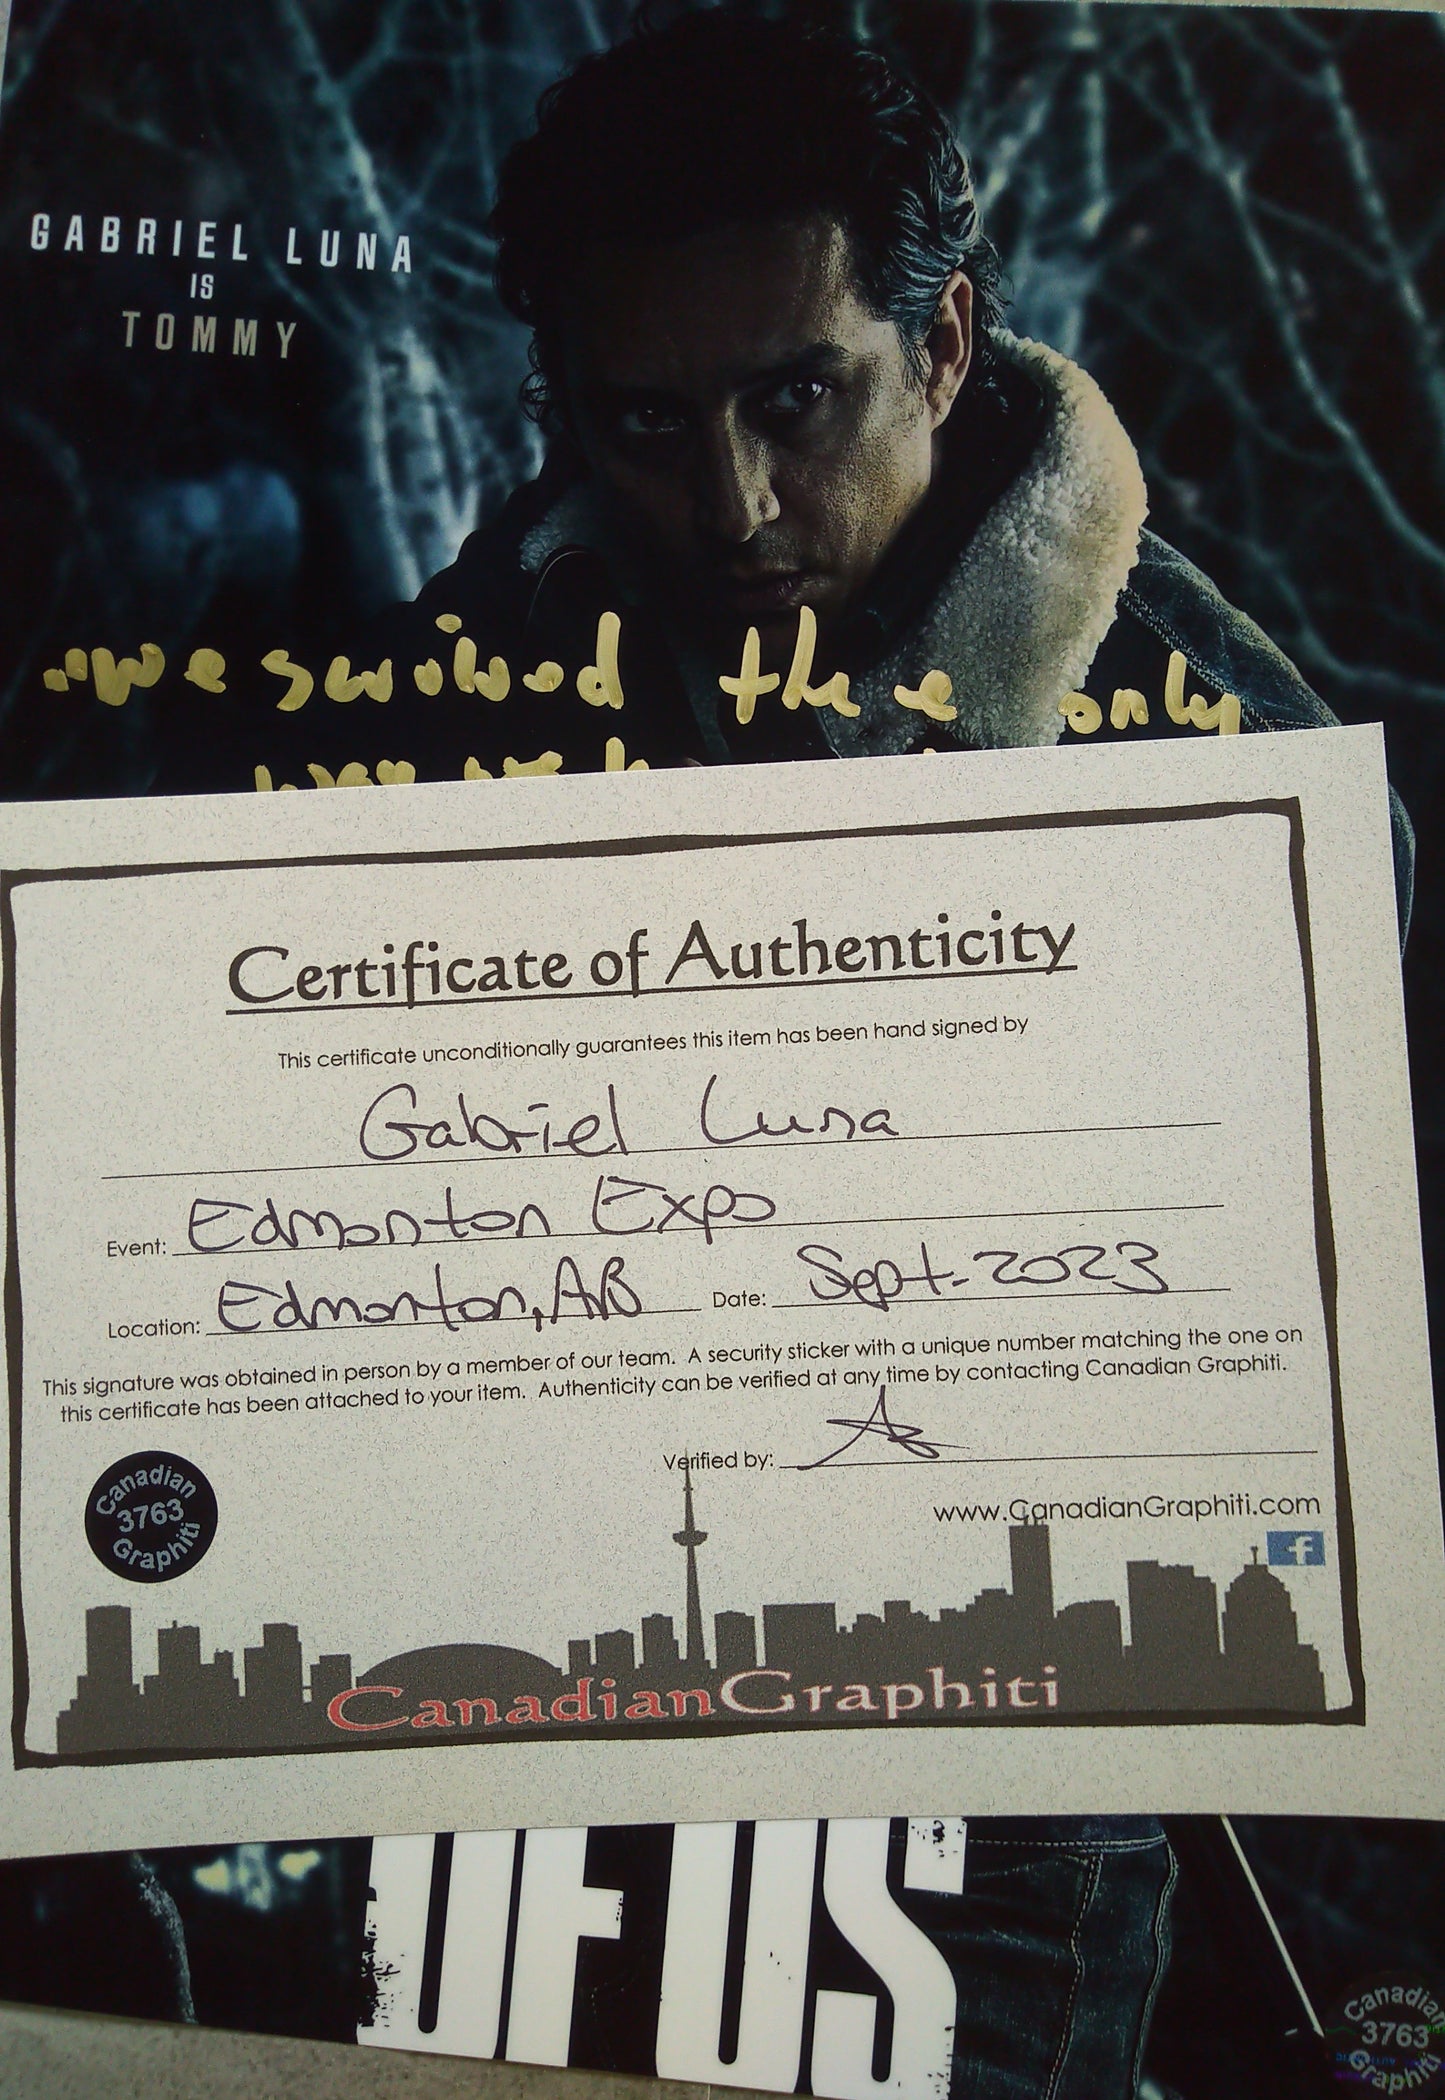 GABRIEL LUNA
IS
TOMMY
"we survived there only
Certificate of Authenticity
This certificate unconditionally guarantees this item has been hand signed by
Gabriel Luna
Event: Edmonton Expo
Location: Edmonton, AB Date: Sept. 2023
This signature was obtained in person by a member of our team. A security sticker with a unique number matching the one on
this certificate has been attached to your item. Authenticity can be verified at any time by contacting Canadian Graphiti.
Verified by:
Canadian
3763
Graphiti
www.CanadianGraphiti.com
f
CanadianGraphiti
OF US
Canadian
3763
Graphiti